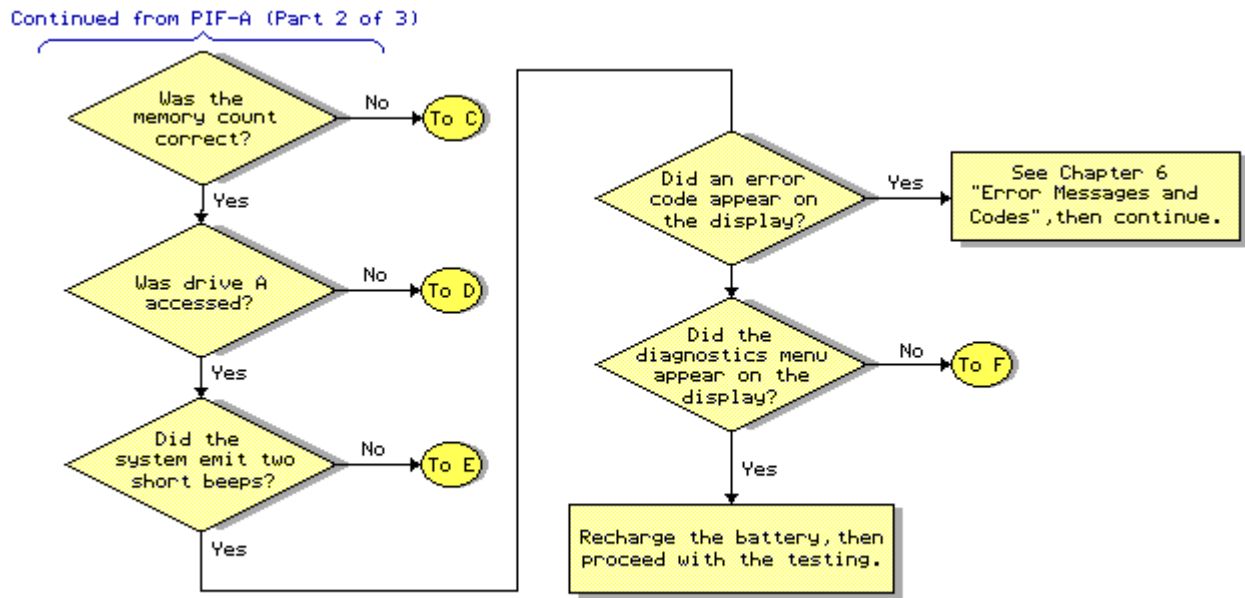 Continued from PIF-A (Part 2 of 3)
Was the
memory count
correct?
No
To C
Yes
Was drive A
accessed?
No
To D
Yes
Did the
system emit two
short beeps?
No
To E
Yes
Did an error
code appear on
the display?
Yes
See Chapter 6
"Error Messages and
Codes",then continue.
Did the
diagnostics menu
appear on the
display?
No
To F
Yes
Recharge the battery,then
proceed with the testing.